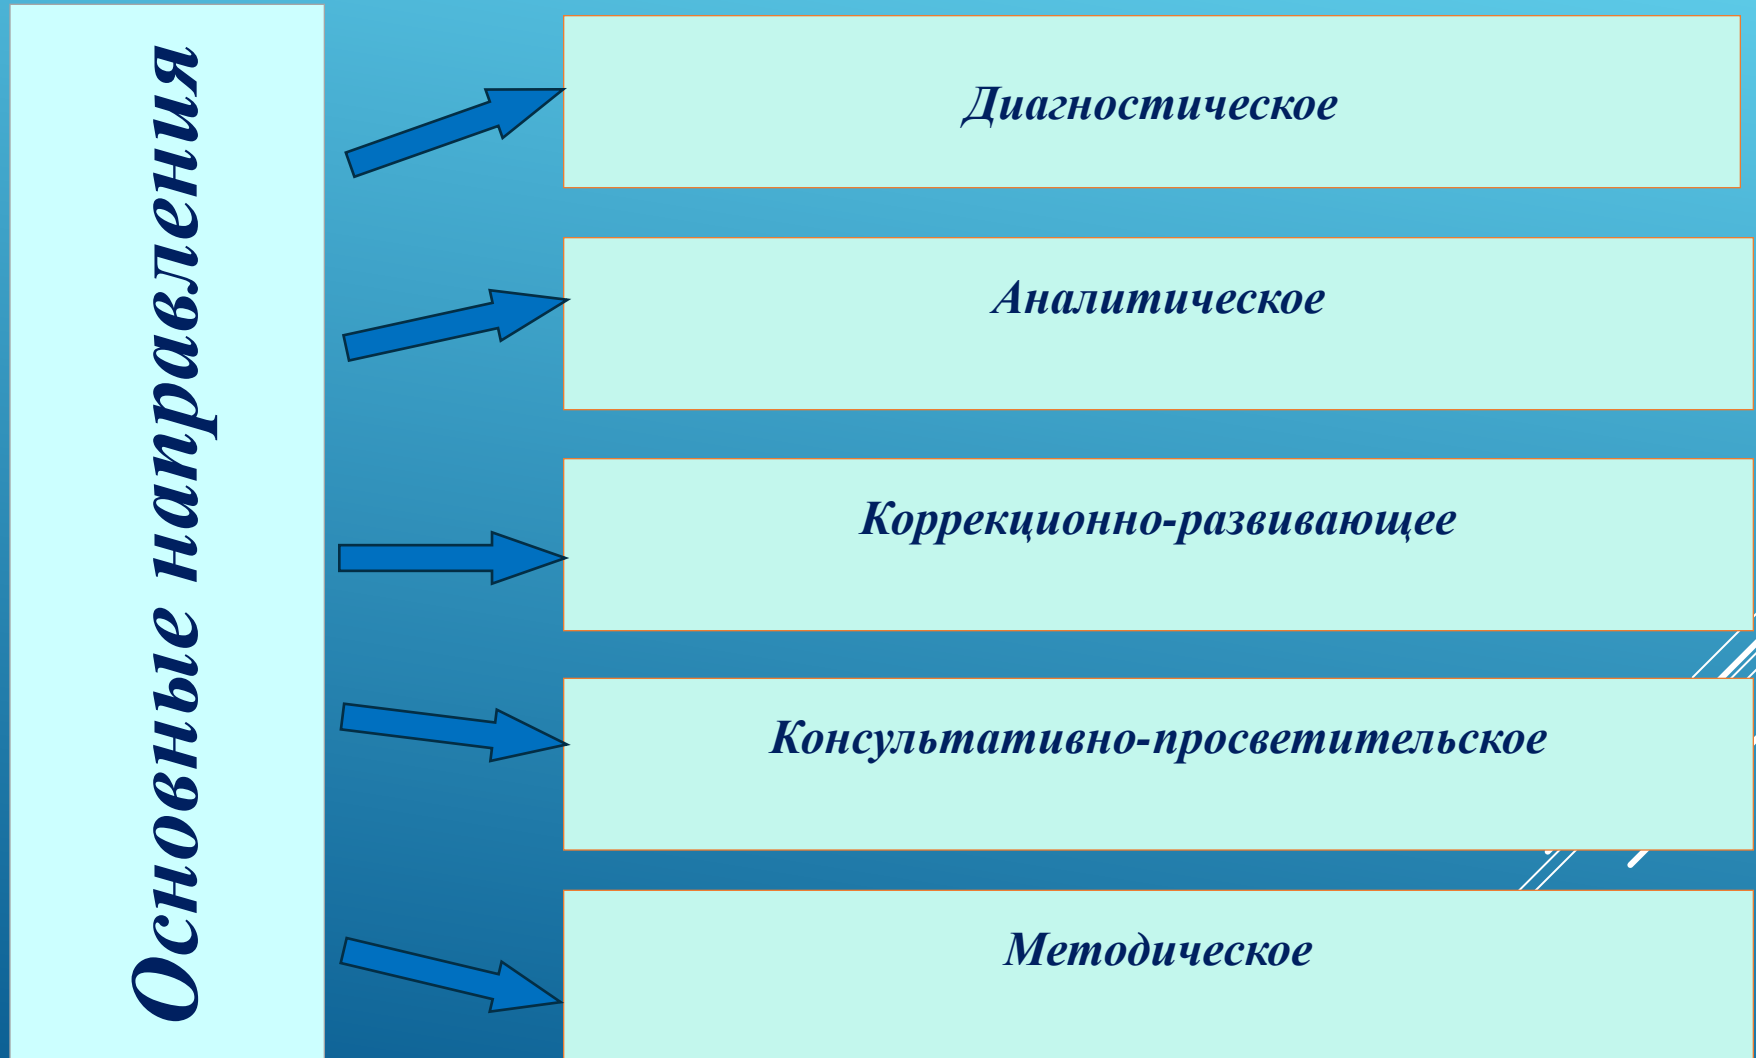 Основные направления
Диагностическое
Аналитическое
Коррекционно-развивающее
Консультативно-просветительское
Методическое